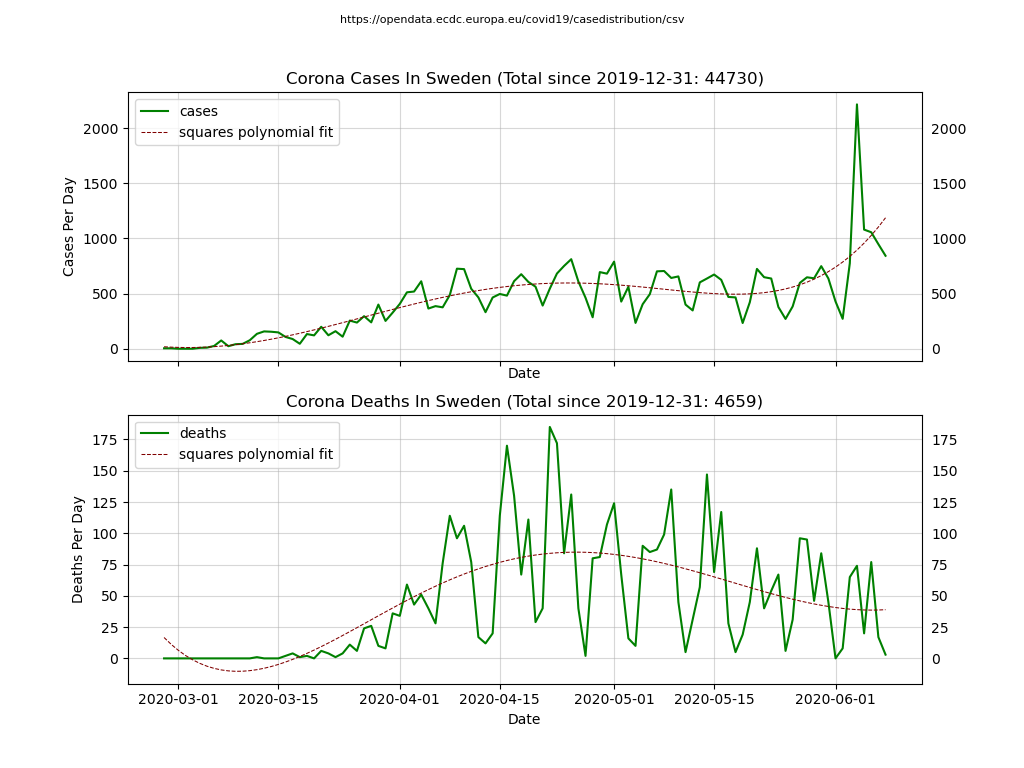 https://opendata.ecdc.europa.eu/covid19/casedistribution/csv
Corona Cases In Sweden (Total since 2019-12-31: 44730)
cases
squares polynomial fit
2000
1500
1000
500
0
2000
1500
1000
500
0
Cases Per Day
Date
Corona Deaths In Sweden (Total since 2019-12-31: 4659)
deaths
squares polynomial fit
175
150
125
100
75
50
25
0
175
150
125
100
75
50
25
0
Deaths Per Day
2020-03-01 2020-03-15 2020-04-01 2020-04-15 2020-05-01 2020-05-15 2020-06-01
Date